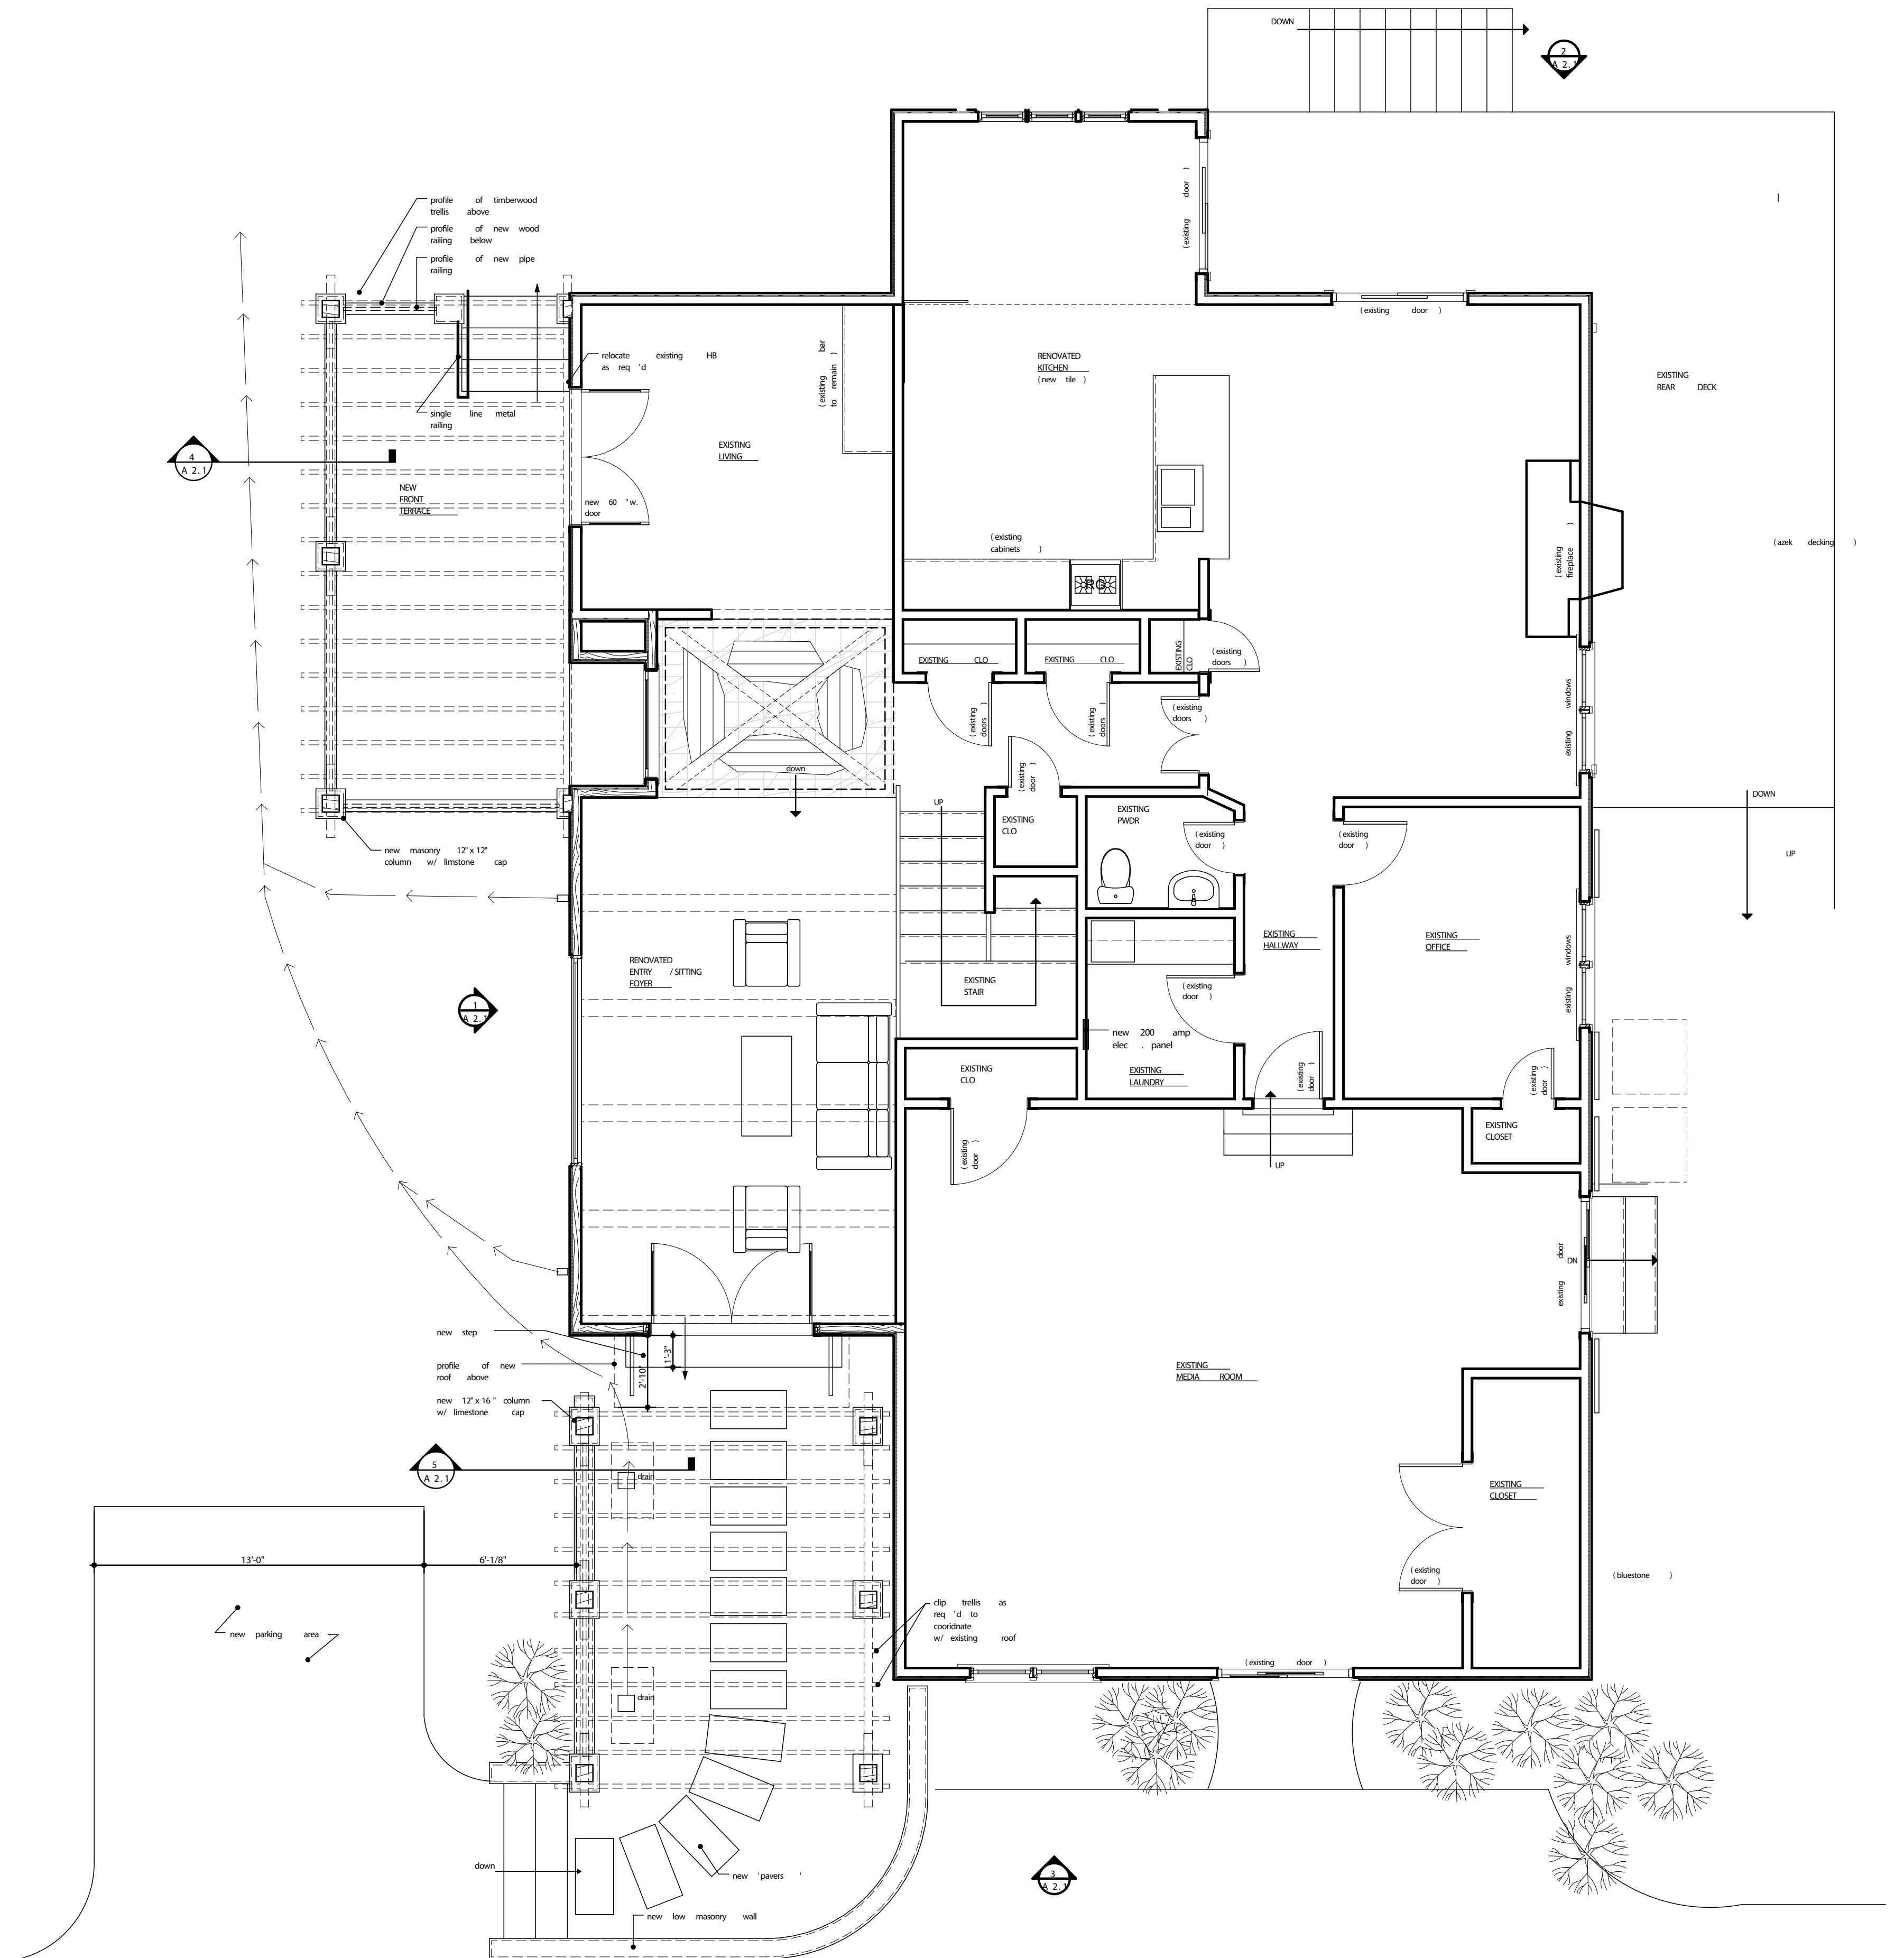 DOWN
2
A 2.1
(existing door )
profile of timberwood
trellis above
profile of new wood
railing below
profile of new pipe
railing
(existing door )
relocate existing HB
as req 'd
(existing bar
to remain )
RENOVATED
KITCHEN
( new tile )
EXISTING
REAR DECK
single line metal
railing
4
A 2.1
EXISTING
LIVING
NEW
FRONT
TERRACE
new 60 " w.
door
( existing
cabinets )
(existing
fireplace )
( azek decking )
RG
EXISTING CLO
EXISTING CLO
EXISTING
CLO
( existing
doors )
(existing
doors )
(existing
doors )
( existing
doors )
existing windows
down
(existing
door )
UP
EXISTING
CLO
EXISTING
PWDR
( existing
door )
( existing
door )
DOWN
UP
new masonry 12" x 12"
column w/ limstone cap
RENOVATED
ENTRY / SITTING
FOYER
EXISTING
STAIR
EXISTING
HALLWAY
EXISTING
OFFICE
existing windows
( existing
door )
1
A 2.1
new 200 amp
elec . panel
EXISTING
LAUNDRY
EXISTING
CLO
(existing
door )
(existing
door )
EXISTING
CLOSET
(existing
door )
UP
existing door
DN
new step
1'-3"
2'-10"
profile of new
roof above
new 12" x 16 " column
w/ limestone cap
EXISTING
MEDIA ROOM
5
A 2.1
drain
EXISTING
CLOSET
13'-0"
6'-1/8"
( existing
door )
( bluestone )
new parking area
clip trellis as
req 'd to
cooridnate
w/ existing roof
( existing door )
drain
down
new 'pavers '
3
A 2.1
new low masonry wall